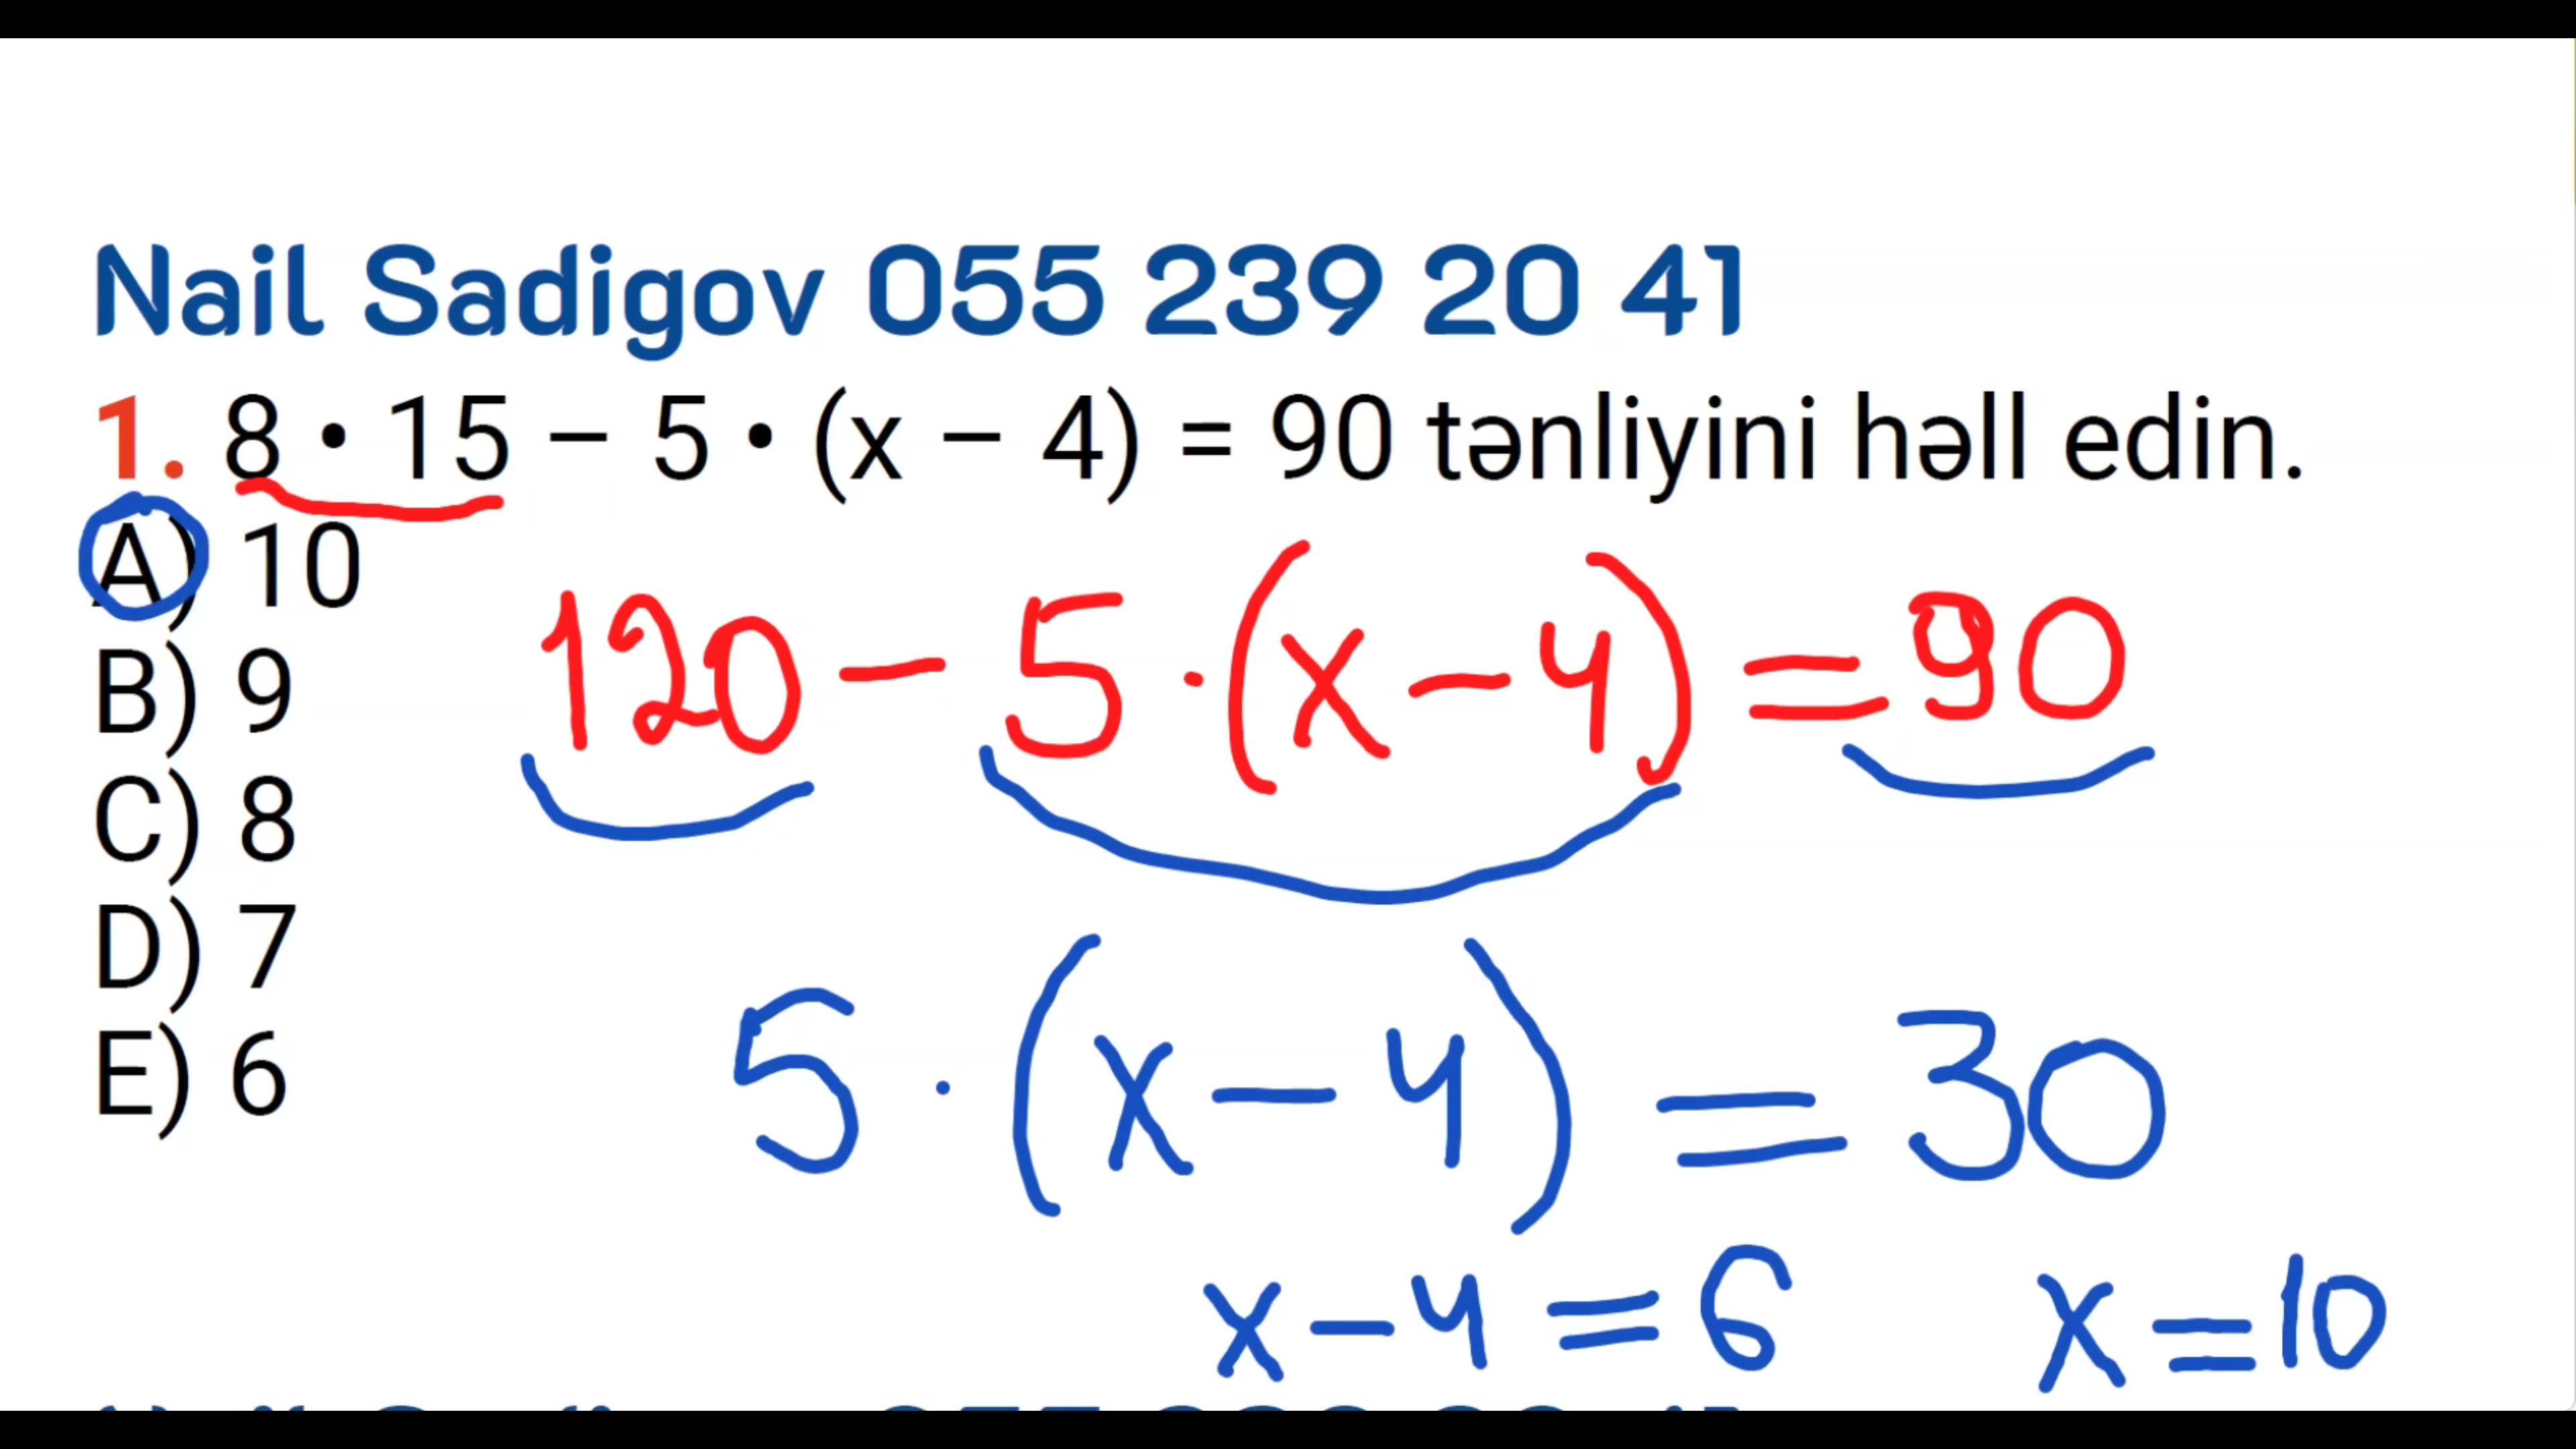 Nail Sadigov 055 239 20 41
1. 8 • 15 – 5 • (x – 4) = 90 tənliyini həll edin.
A) 10
120 – 5 · (x – 4) = 90
B) 9
C) 8
D) 7
E) 6
5 · (x – 4) = 30
x – 4 = 6
x = 10